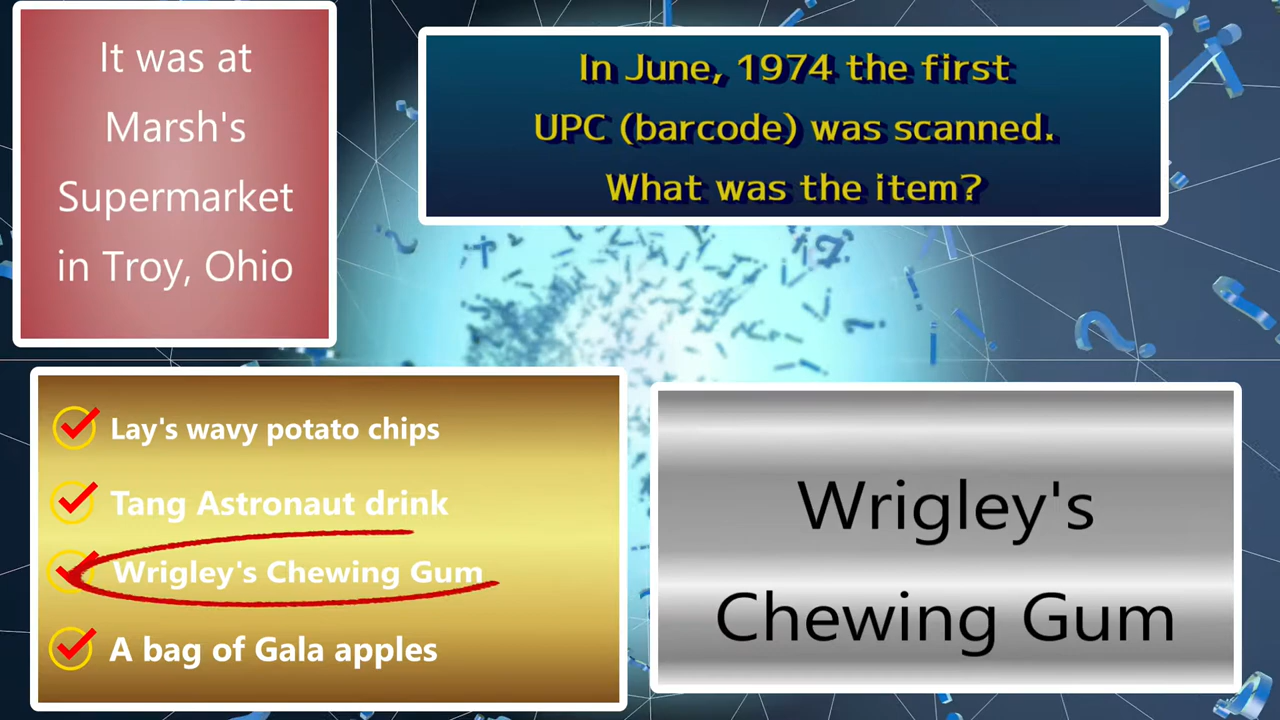 It was at
Marsh's
Supermarket
in Troy, Ohio
In June, 1974 the first
UPC (barcode) was scanned.
What was the item?
Lay's wavy potato chips
Tang Astronaut drink
Wrigley's Chewing Gum
A bag of Gala apples
Wrigley's
Chewing Gum